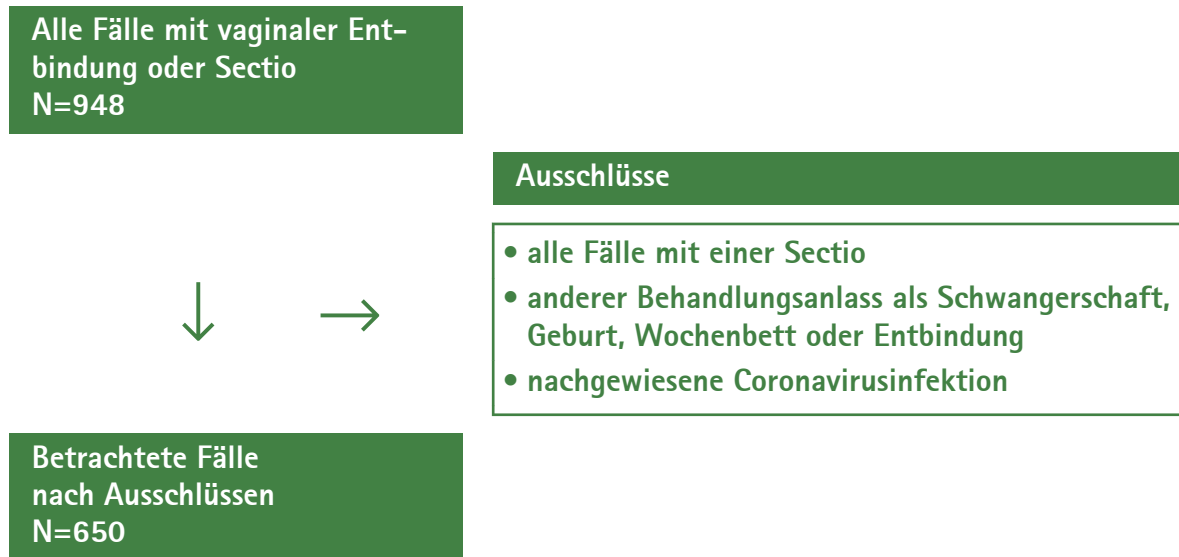 Alle Fälle mit vaginaler Ent-
bindung oder Sectio
N=948
Ausschlüsse
• alle Fälle mit einer Sectio
• anderer Behandlungsanlass als Schwangerschaft,
Geburt, Wochenbett oder Entbindung
• nachgewiesene Coronavirusinfektion
Betrachtete Fälle
nach Ausschlüssen
N=650